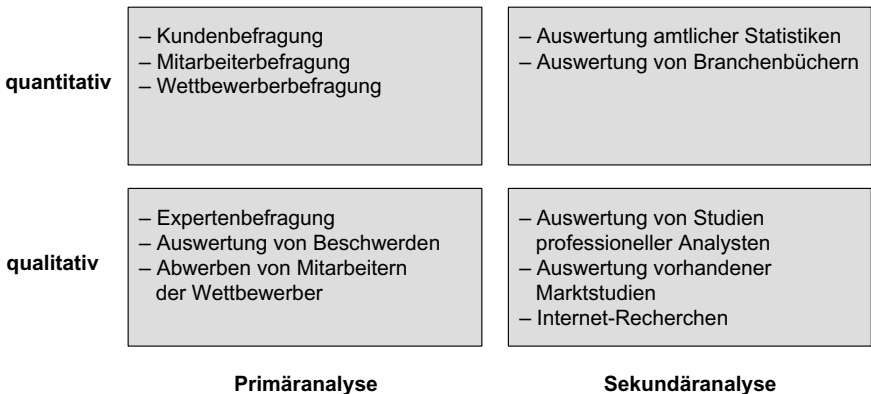 quantitativ
– Kundenbefragung
– Mitarbeiterbefragung
– Wettbewerberbefragung
– Auswertung amtlicher Statistiken
– Auswertung von Branchenbüchern
qualitativ
– Expertenbefragung
– Auswertung von Beschwerden
– Abwerben von Mitarbeitern
der Wettbewerber
– Auswertung von Studien
professioneller Analysten
– Auswertung vorhandener
Marktstudien
– Internet-Recherchen
Primäranalyse
Sekundäranalyse